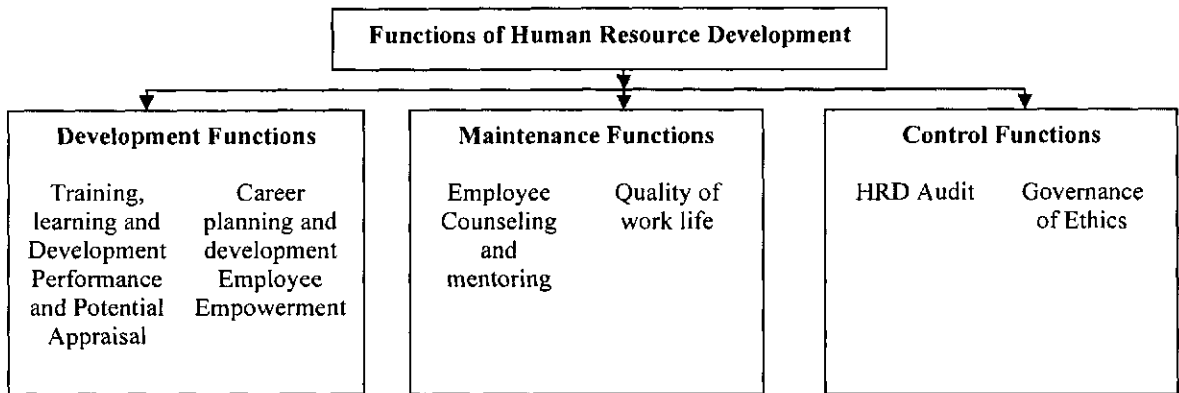 Functions of Human Resource Development
Development Functions
Training,
learning and
Development
Performance
and Potential
Appraisal
Career
planning and
development
Employee
Empowerment
Maintenance Functions
Employee
Counseling
and
mentoring
Quality of
work life
Control Functions
HRD Audit
Governance
of Ethics